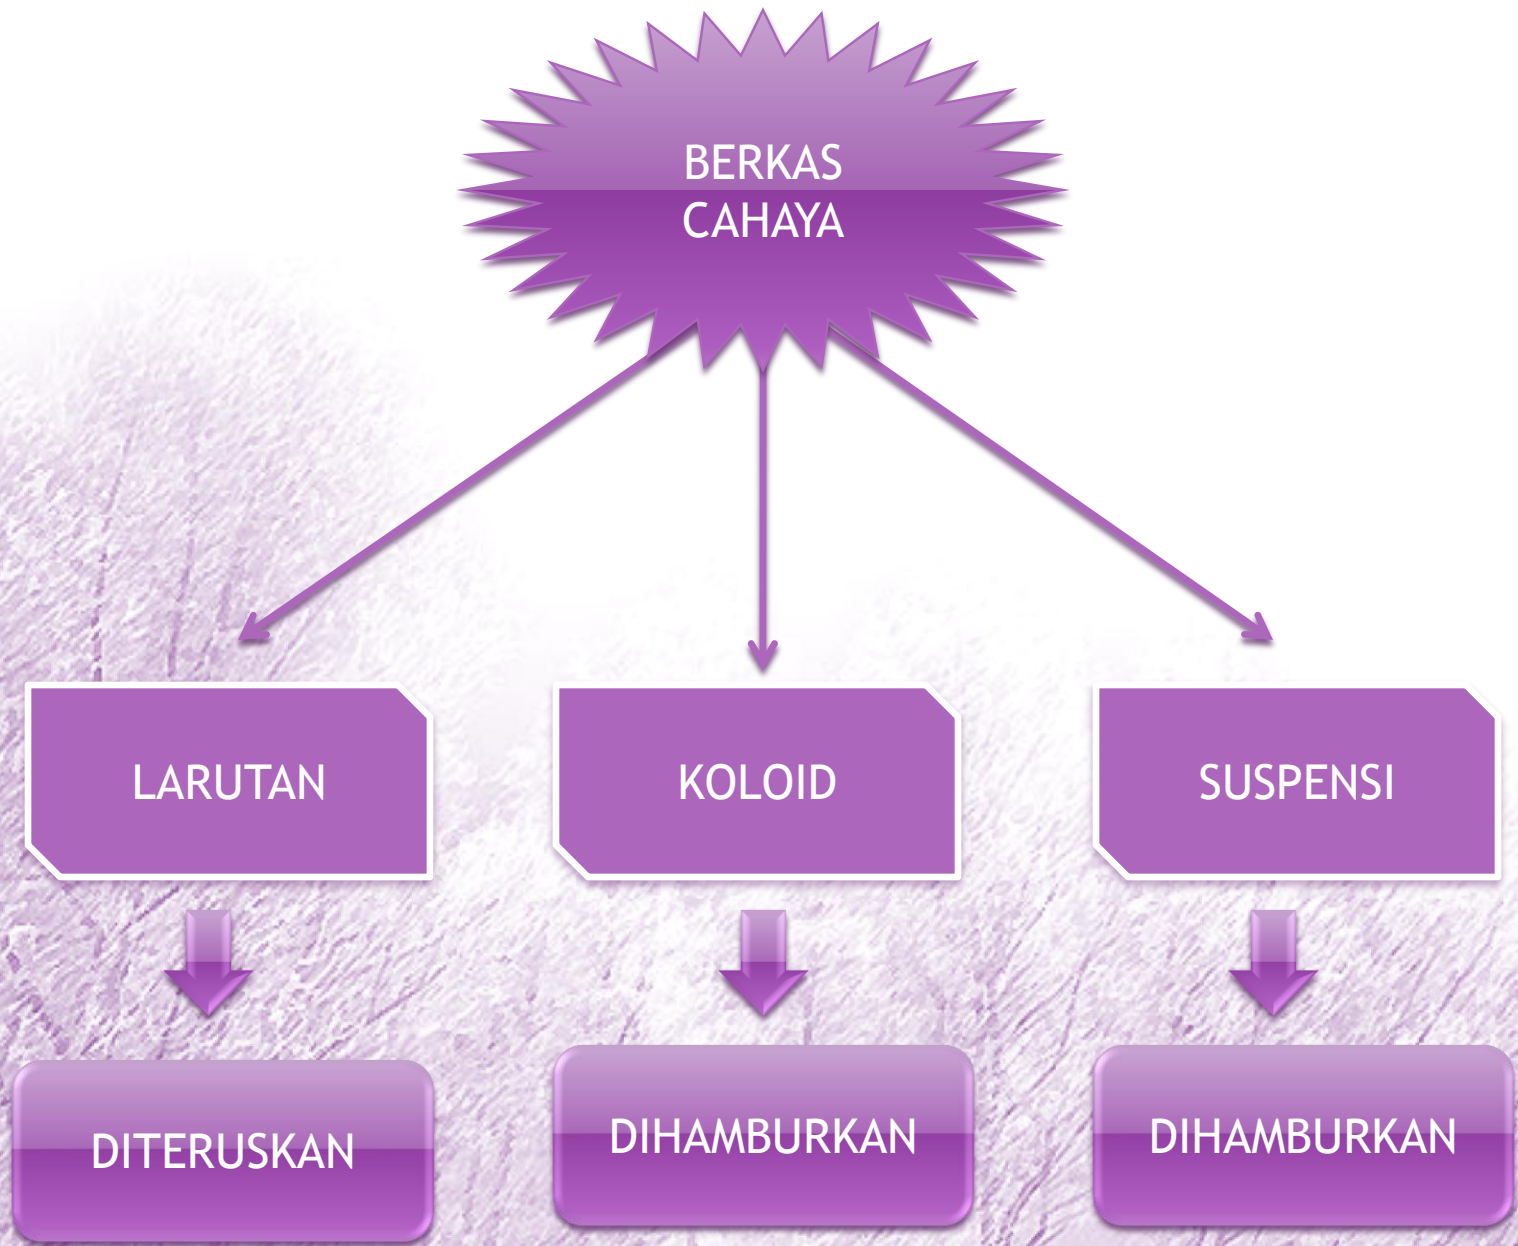 BERKAS
CAHAYA
LARUTAN
KOLOID
SUSPENSI
DITERUSKAN
DIHAMBURKAN
DIHAMBURKAN